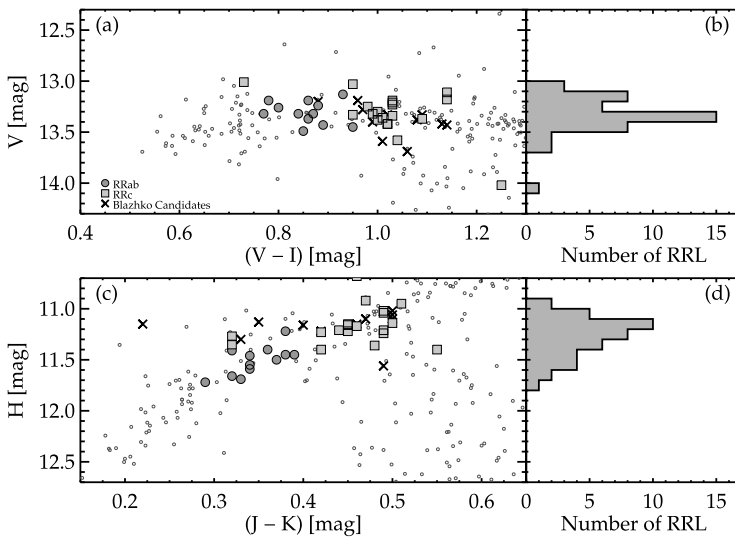 12.5
13.0
13.5
14.0
V [mag]
(a)
(b)
RRab
RRc
Blazhko Candidates
0.4 0.6 0.8 1.0 1.2
0 5 10 15
(V − I) [mag]
Number of RRL
11.0
11.5
12.0
12.5
H [mag]
(c)
(d)
0.2 0.3 0.4 0.5 0.6
0 5 10 15
(J − K) [mag]
Number of RRL